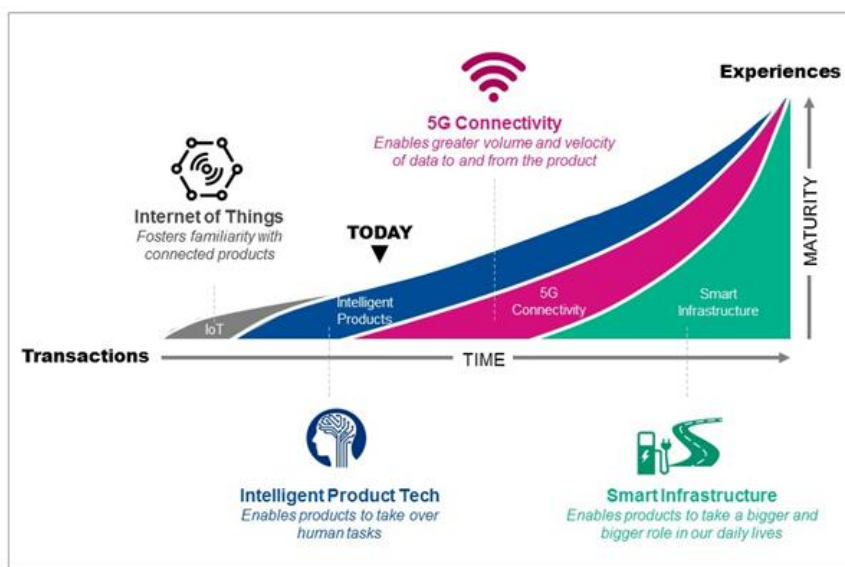 Experiences
5G Connectivity
Enables greater volume and velocity
of data to and from the product
Internet of Things
Fosters familiarity with
connected products
TODAY
MATURITY
IoT
Intelligent
Products
5G
Connectivity
Smart
Infrastructure
Transactions
TIME
Intelligent Product Tech
Enables products to take over
human tasks
Smart Infrastructure
Enables products to take a bigger and
bigger role in our daily lives